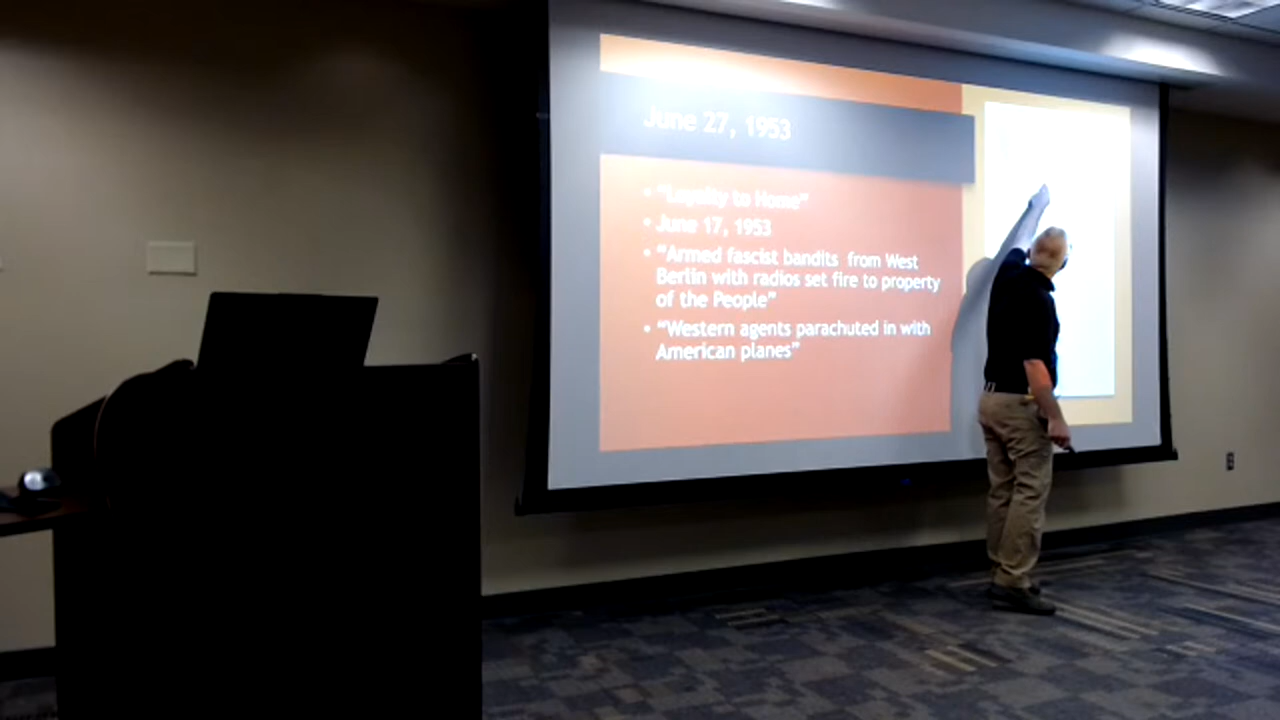 June 27, 1953
• “Loyalty to Home”
• June 17, 1953
• “Armed fascist bandits from West
Berlin with radios set fire to property
of the People”
• “Western agents parachuted in with
American planes”